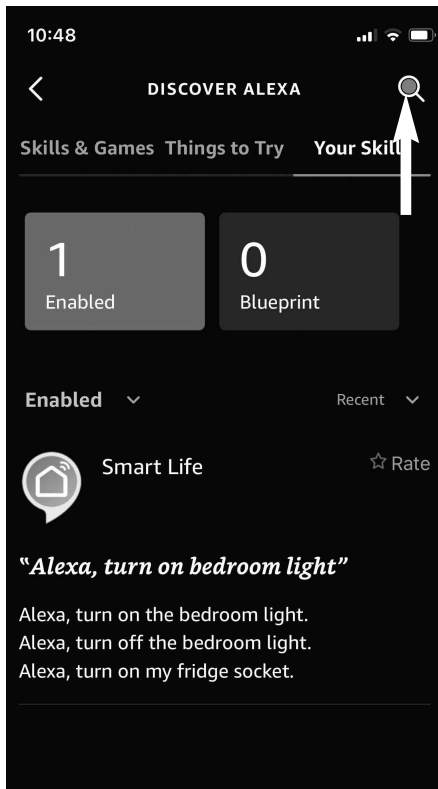 10:48
DISCOVER ALEXA
Skills & Games Things to Try Your Skill
1
Enabled
0
Blueprint
Enabled
Recent
Smart Life
Rate
“Alexa, turn on bedroom light”
Alexa, turn on the bedroom light.
Alexa, turn off the bedroom light.
Alexa, turn on my fridge socket.